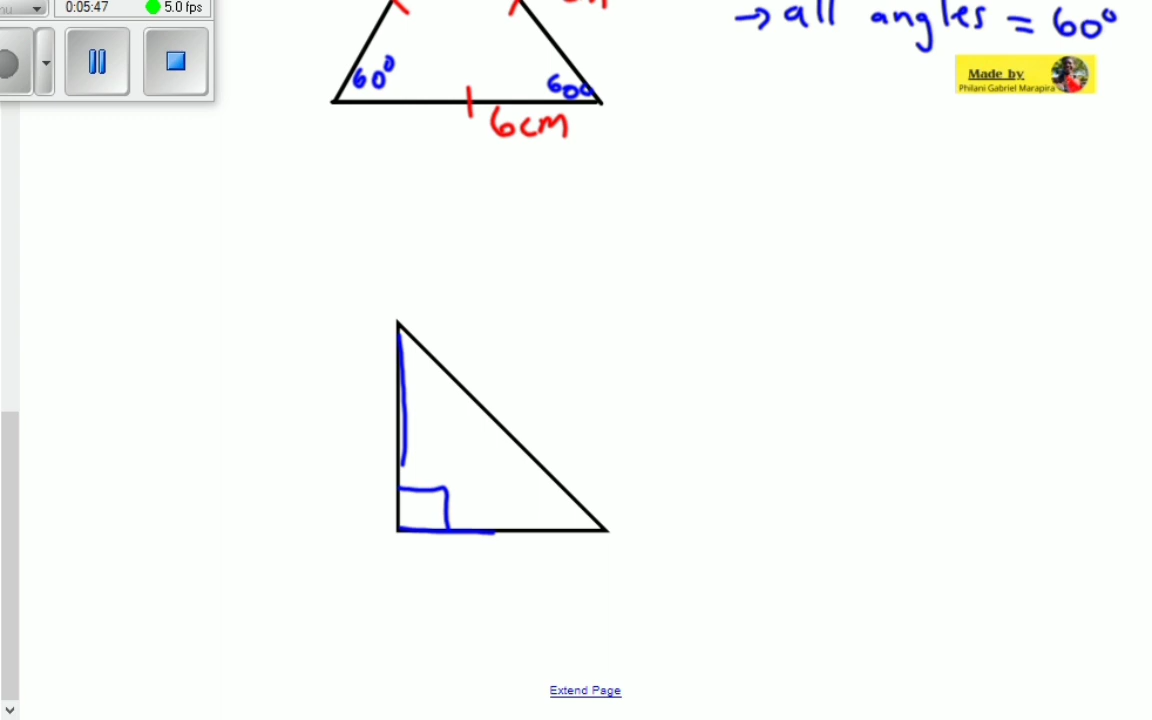 0:05:47 5.0 fps
→ all angles = 60°
60°
60°
6cm
Made by
Philani Gabriel Marapira
Extend Page